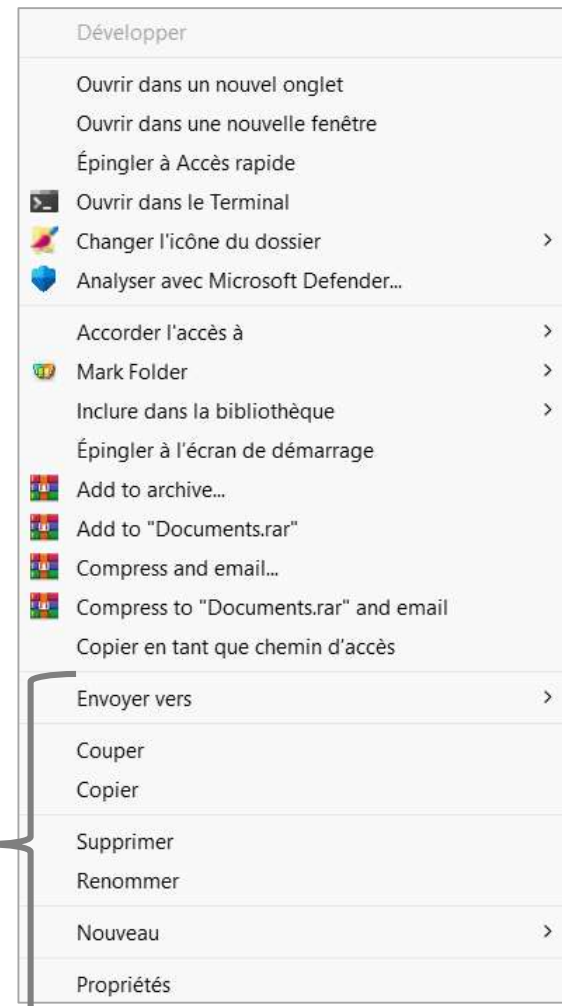 Développer
Ouvrir dans un nouvel onglet
Ouvrir dans une nouvelle fenêtre
Épingler à Accès rapide
Ouvrir dans le Terminal
Changer l'icône du dossier
Analyser avec Microsoft Defender...
Accorder l'accès à
Mark Folder
Inclure dans la bibliothèque
Épingler à l'écran de démarrage
Add to archive...
Add to "Documents.rar"
Compress and email...
Compress to "Documents.rar" and email
Copier en tant que chemin d'accès
Envoyer vers
Couper
Copier
Supprimer
Renommer
Nouveau
Propriétés